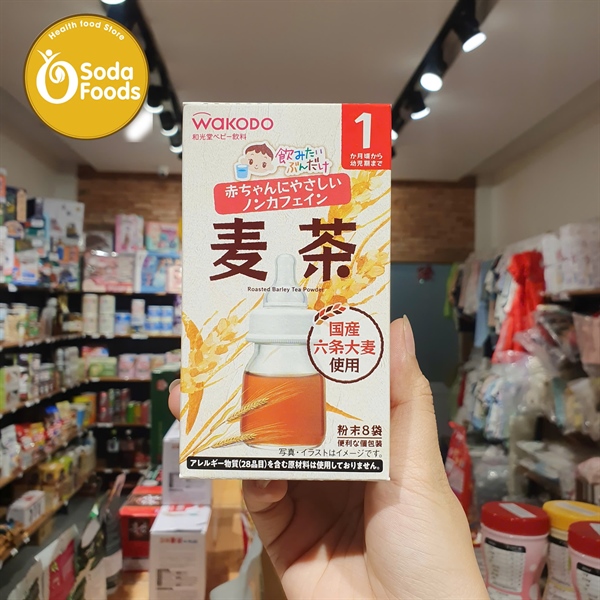 Health food Store
Soda
Foods
WaKODO
和光堂ベビー飲料
1
か月頃から
幼児期まで
飲みたい
ぶんだけ
赤ちゃんにやさしい
ノンカフェイン
麦茶
Roasted Barley Tea Powder
国産
六条大麦
使用
粉末8袋
便利な個包装
写真・イラストはイメージです。
アレルギー物質(28品目)を含む原材料は使用しておりません。